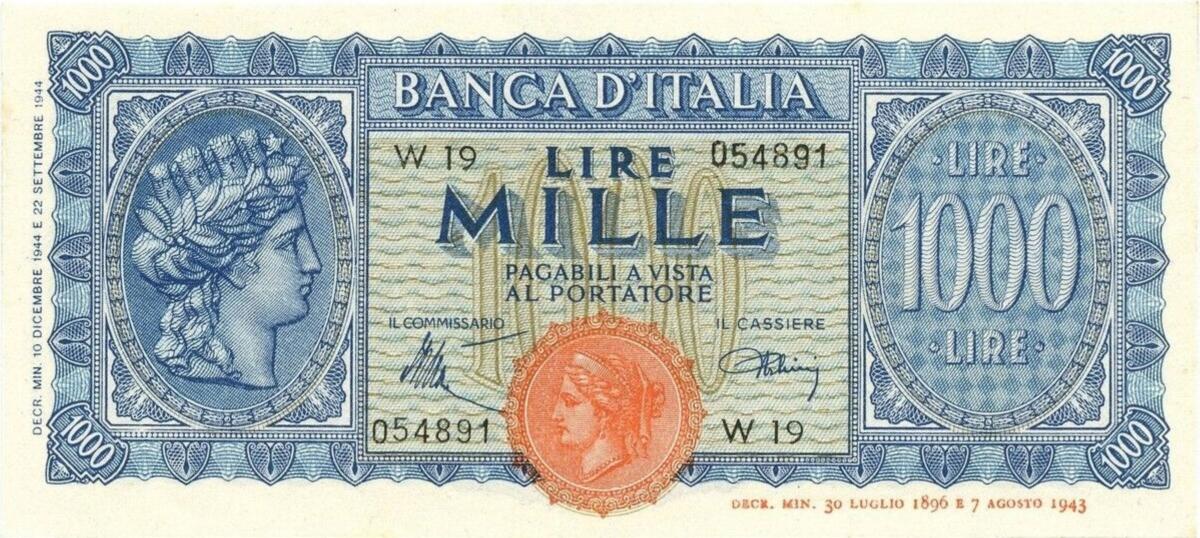 1000
1000
BANCA D'ITALIA
W 19
LIRE
054891
MILLE
PAGABILI A VISTA
AL PORTATORE
IL COMMISSARIO
IL CASSIERE
054891
W 19
·LIRE·
1000
·LIRE·
1000
1000
DECR. MIN. 10 DICEMBRE 1944 E 22 SETTEMBRE 1944
DECR. MIN. 30 LUGLIO 1896 E 7 AGOSTO 1943